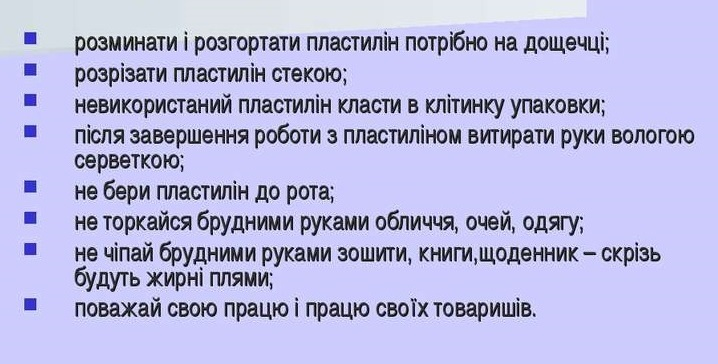 розминати і розгортати пластилін потрібно на дощечці;
розрізати пластилін стекою;
невикористаний пластилін класти в клітинку упаковки;
після завершення роботи з пластиліном витирати руки вологою
серветкою;
не бери пластилін до рота;
не торкайся брудними руками обличчя, очей, одягу;
не чіпай брудними руками зошити, книги,щоденник – скрізь
будуть жирні плями;
поважай свою працю і працю своїх товаришів.